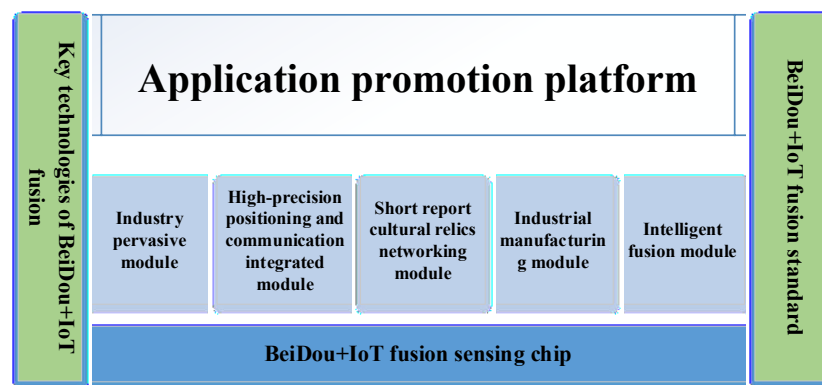 Key technologies of BeiDou+IoT
fusion
Application promotion platform
Industry
pervasive
module
High-precision
positioning and
communication
integrated
module
Short report
cultural relics
networking
module
Industrial
manufacturin
g module
Intelligent
fusion module
BeiDou+IoT fusion sensing chip
BeiDou+IoT fusion standard